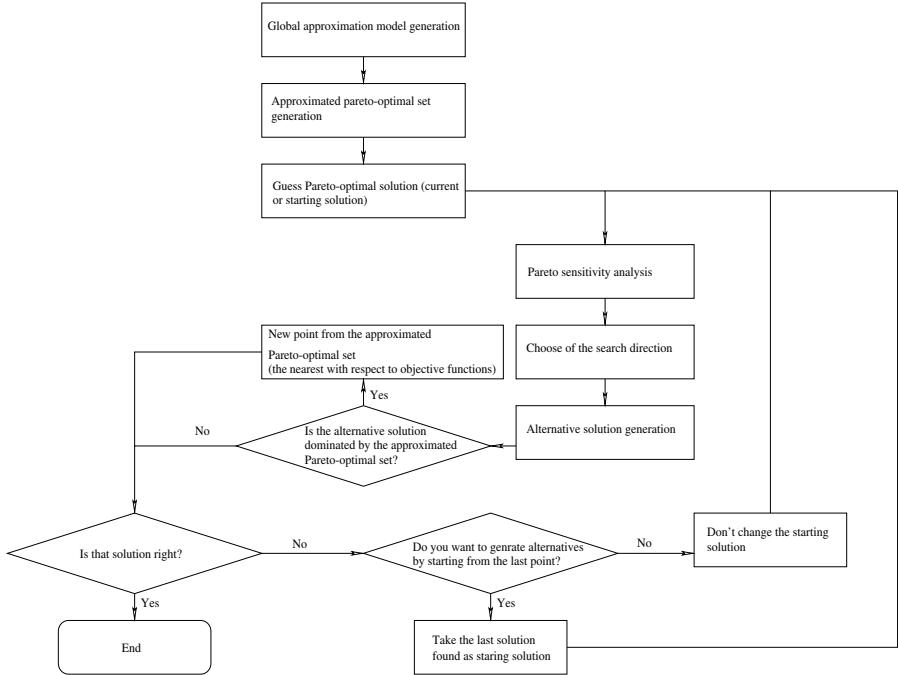 Global approximation model generation
Approximated pareto-optimal set
generation
Guess Pareto-optimal solution (current
or starting solution)
Pareto sensitivity analysis
New point from the approximated
Pareto-optimal set
(the nearest with respect to objective functions)
Choose of the search direction
Yes
Is the alternative solution
dominated by the approximated
Pareto-optimal set?
No
Alternative solution generation
Is that solution right?
No
Do you want to genrate alternatives
by starting from the last point?
No
Don't change the starting
solution
Yes
Yes
End
Take the last solution
found as staring solution